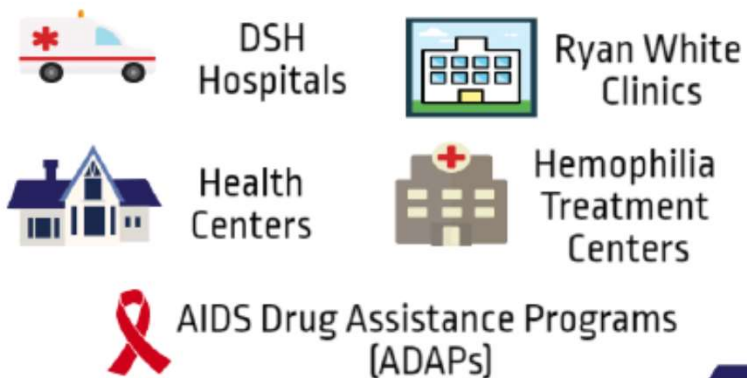 DSH
Hospitals
Ryan White
Clinics
Health
Centers
Hemophilia
Treatment
Centers
AIDS Drug Assistance Programs
(ADAPs)